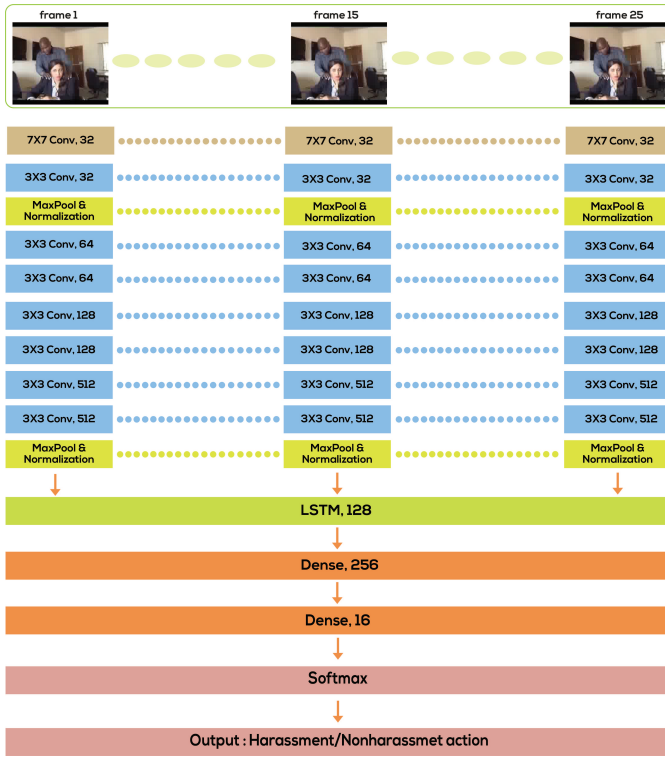 frame 1 frame 15 frame 25
7X7 Conv, 32 7X7 Conv, 32 7X7 Conv, 32
3X3 Conv, 32 3X3 Conv, 32 3X3 Conv, 32
MaxPool & MaxPool & MaxPool &
Normalization Normalization Normalization
3X3 Conv, 64 3X3 Conv, 64 3X3 Conv, 64
3X3 Conv, 64 3X3 Conv, 64 3X3 Conv, 64
3X3 Conv, 128 3X3 Conv, 128 3X3 Conv, 128
3X3 Conv, 128 3X3 Conv, 128 3X3 Conv, 128
3X3 Conv, 512 3X3 Conv, 512 3X3 Conv, 512
3X3 Conv, 512 3X3 Conv, 512 3X3 Conv, 512
MaxPool & MaxPool & MaxPool &
Normalization Normalization Normalization
LSTM, 128
Dense, 256
Dense, 16
Softmax
Output : Harassment/Nonharassmet action